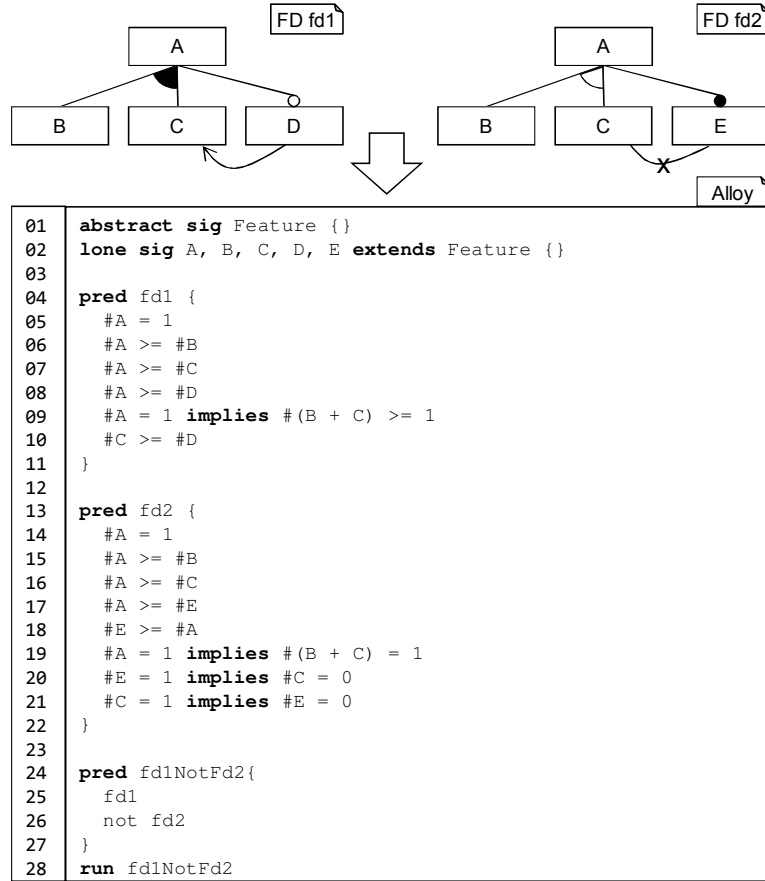 FD fd1
FD fd2
A
A
B C D
B C E
X
Alloy
01 abstract sig Feature {}
02 lone sig A, B, C, D, E extends Feature {}
03
04 pred fd1 {
05 #A = 1
06 #A >= #B
07 #A >= #C
08 #A >= #D
09 #A = 1 implies #(B + C) >= 1
10 #C >= #D
11 }
12
13 pred fd2 {
14 #A = 1
15 #A >= #B
16 #A >= #C
17 #A >= #E
18 #E >= #A
19 #A = 1 implies #(B + C) = 1
20 #E = 1 implies #C = 0
21 #C = 1 implies #E = 0
22 }
23
24 pred fd1NotFd2{
25 fd1
26 not fd2
27 }
28 run fd1NotFd2